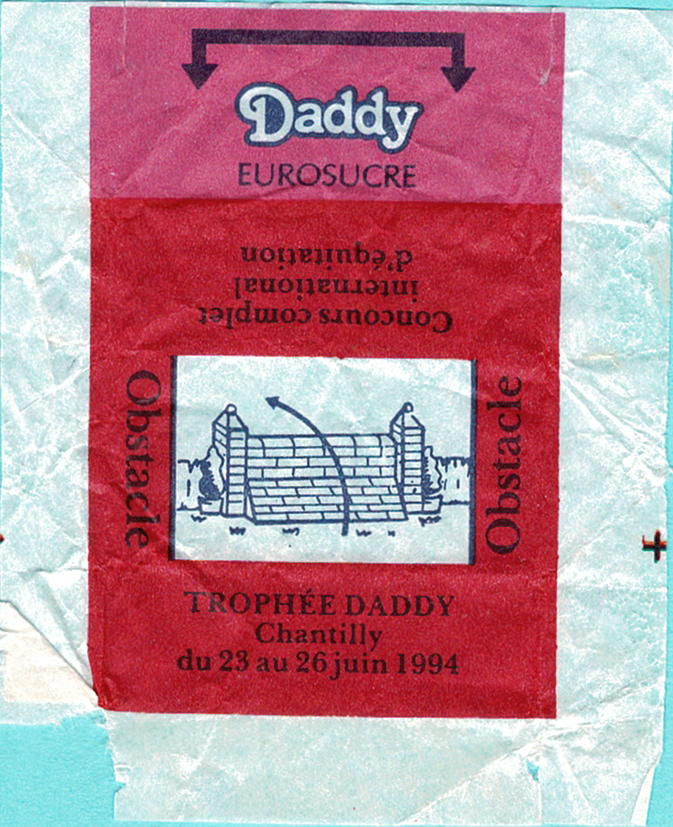 Daddy
EUROSUCRE
Concours complet
international
d'équitation
Obstacle
Obstacle
TROPHÉE DADDY
Chantilly
du 23 au 26 juin 1994